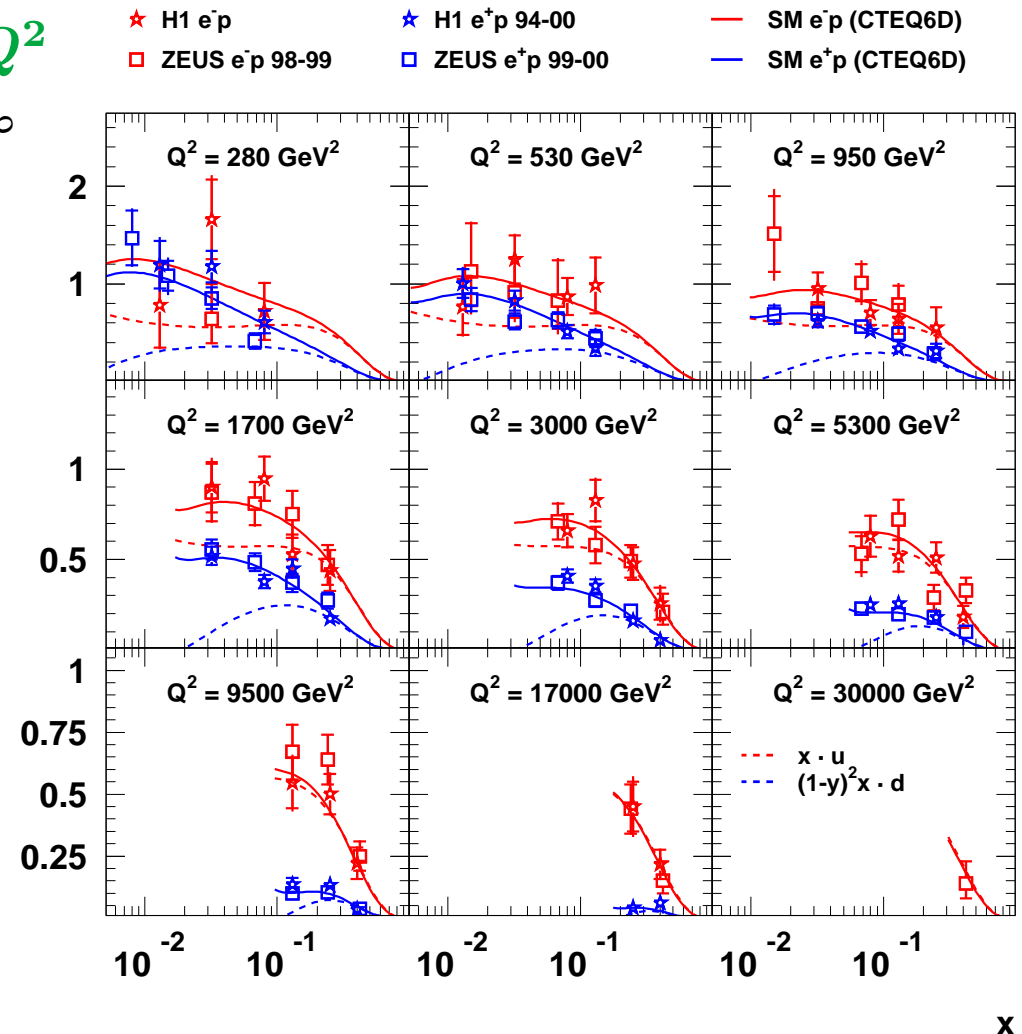 Q²
H1 e⁻p
H1 e⁺p 94-00
SM e⁻p (CTEQ6D)
ZEUS e⁻p 98-99
ZEUS e⁺p 99-00
SM e⁺p (CTEQ6D)
Q² = 280 GeV²
Q² = 530 GeV²
Q² = 950 GeV²
2
1
Q² = 1700 GeV²
Q² = 3000 GeV²
Q² = 5300 GeV²
1
0.5
Q² = 9500 GeV²
Q² = 17000 GeV²
Q² = 30000 GeV²
1
0.75
0.5
0.25
x · u
(1-y)²x · d
10⁻² 10⁻¹ 10⁻² 10⁻¹ 10⁻² 10⁻¹
x